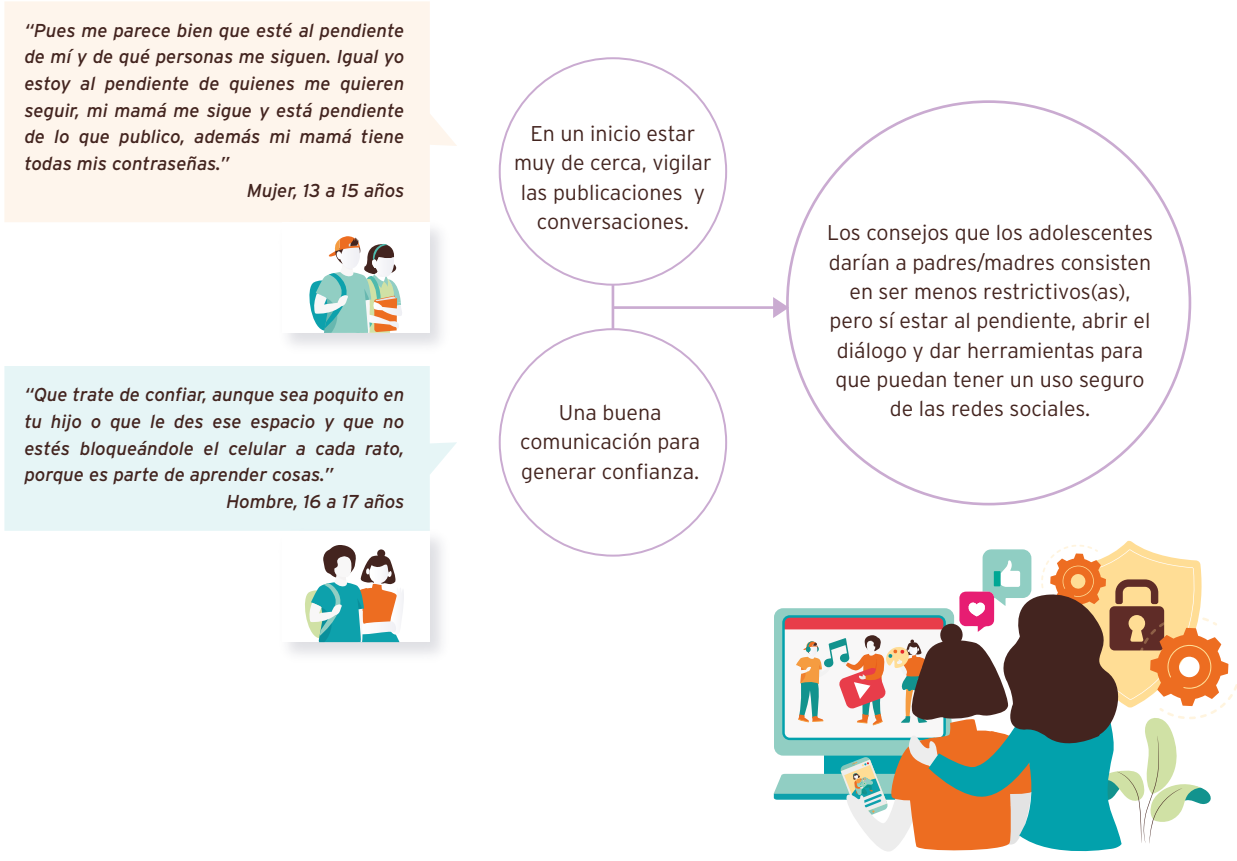 “Pues me parece bien que esté al pendiente
de mí y de qué personas me siguen. Igual yo
estoy al pendiente de quienes me quieren
seguir, mi mamá me sigue y está pendiente
de lo que publico, además mi mamá tiene
todas mis contraseñas.”
Mujer, 13 a 15 años
“Que trate de confiar, aunque sea poquito en
tu hijo o que le des ese espacio y que no
estés bloqueándole el celular a cada rato,
porque es parte de aprender cosas.”
Hombre, 16 a 17 años
En un inicio estar
muy de cerca, vigilar
las publicaciones y
conversaciones.
Una buena
comunicación para
generar confianza.
Los consejos que los adolescentes
darían a padres/madres consisten
en ser menos restrictivos(as),
pero sí estar al pendiente, abrir el
diálogo y dar herramientas para
que puedan tener un uso seguro
de las redes sociales.